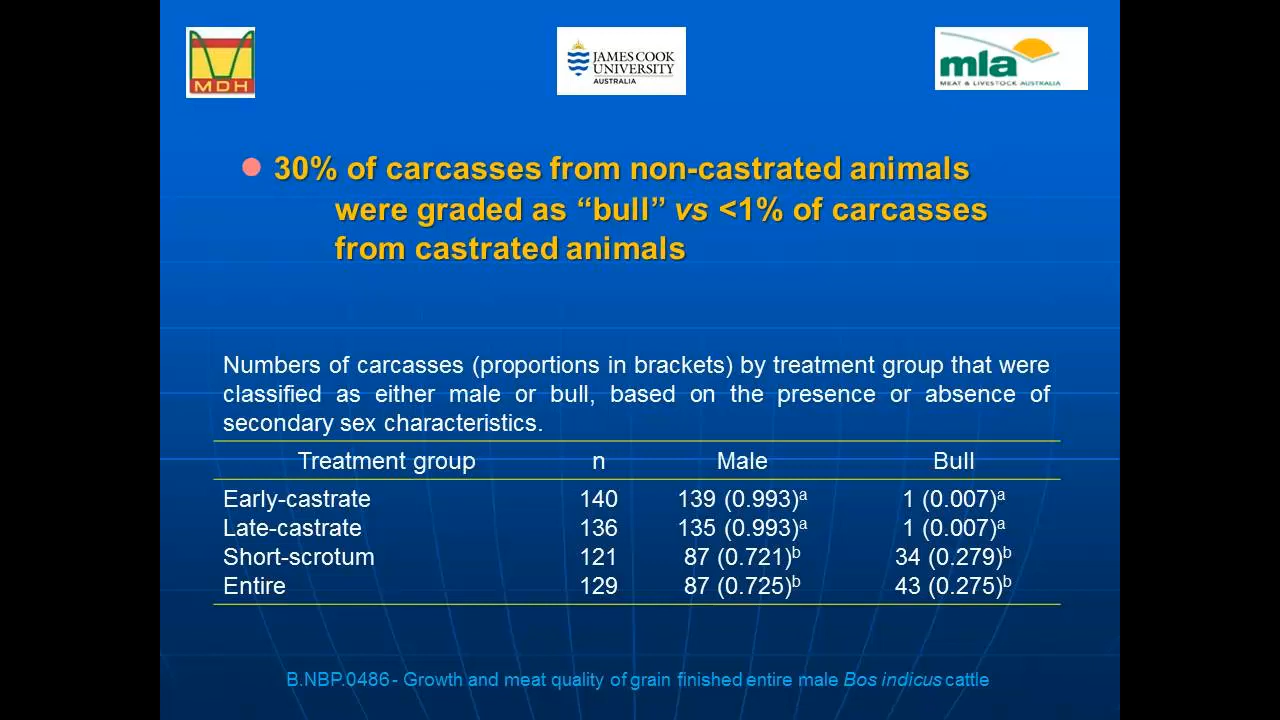 MDH
JAMES COOK
UNIVERSITY
AUSTRALIA
mla
MEAT & LIVESTOCK AUSTRALIA
30% of carcasses from non-castrated animals
were graded as “bull” vs <1% of carcasses
from castrated animals
Numbers of carcasses (proportions in brackets) by treatment group that were
classified as either male or bull, based on the presence or absence of
secondary sex characteristics.
Treatment group n Male Bull
Early-castrate 140 139 (0.993)ᵃ 1 (0.007)ᵃ
Late-castrate 136 135 (0.993)ᵃ 1 (0.007)ᵃ
Short-scrotum 121 87 (0.721)ᵇ 34 (0.279)ᵇ
Entire 129 87 (0.725)ᵇ 43 (0.275)ᵇ
B.NBP.0486 - Growth and meat quality of grain finished entire male Bos indicus cattle